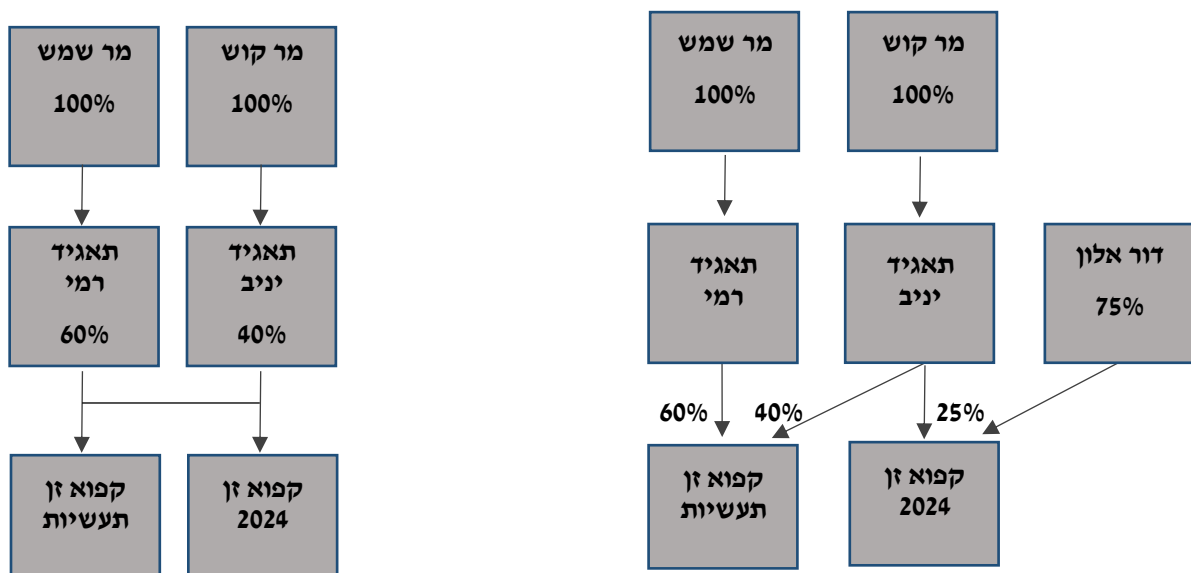 מר שמש
100%
מר קוש
100%
תאגיד
רמי
60%
תאגיד
יניב
40%
קפוא זן
תעשיות
קפוא זן
2024
מר שמש
100%
מר קוש
100%
תאגיד
רמי
תאגיד
יניב
דור אלון
75%
60%
40%
25%
קפוא זן
תעשיות
קפוא זן
2024